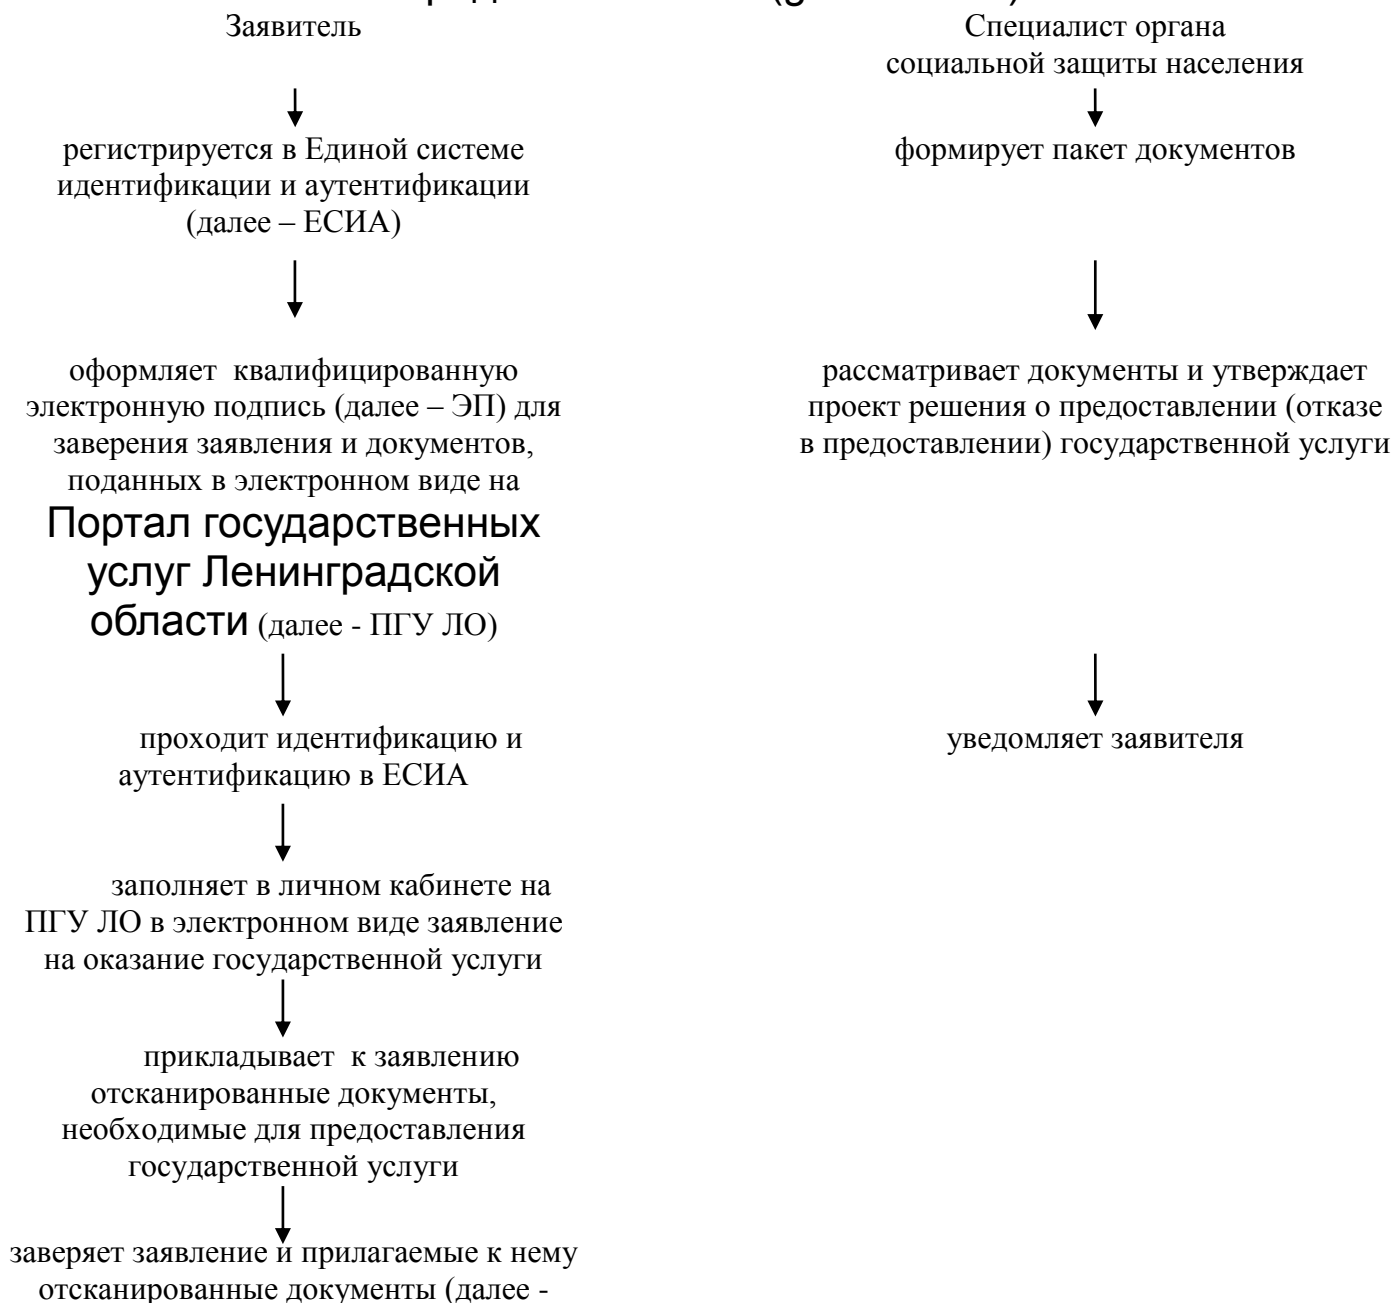 Заявитель
регистрируется в Единой системе
идентификации и аутентификации
(далее – ЕСИА)
оформляет  квалифицированную
электронную подпись (далее – ЭП) для
заверения заявления и документов,
поданных в электронном виде на
Портал государственных
услуг Ленинградской
области (далее - ПГУ ЛО)
проходит идентификацию и
аутентификацию в ЕСИА
заполняет в личном кабинете на
ПГУ ЛО в электронном виде заявление
на оказание государственной услуги
прикладывает  к заявлению
отсканированные документы,
необходимые для предоставления
государственной услуги
заверяет заявление и прилагаемые к нему
отсканированные документы (далее -
Специалист органа
социальной защиты населения
формирует пакет документов
рассматривает документы и утверждает
проект решения о предоставлении (отказе
в предоставлении) государственной услуги
уведомляет заявителя